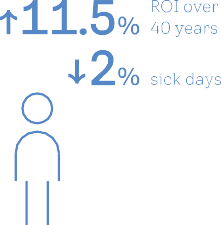 ↑11.5% ROI over
40 years
↓2% sick days